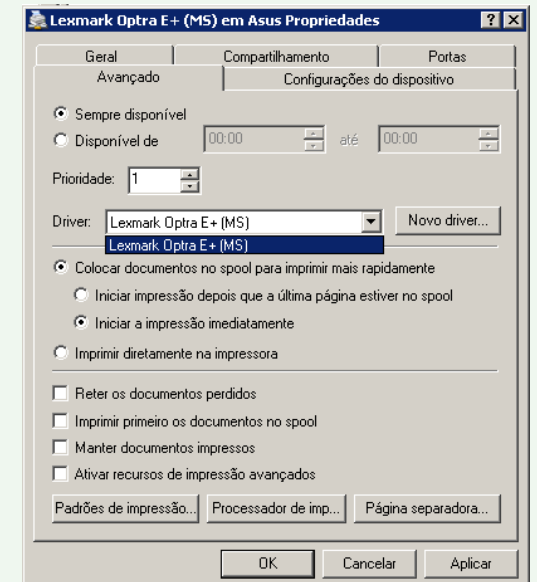 Lexmark Optra E+ (MS) em Asus Propriedades
Geral Compartilhamento Portas
Avançado Configurações do dispositivo
Sempre disponível
Disponível de 00:00 até 00:00
Prioridade: 1
Driver: Lexmark Optra E+ (MS) Novo driver...
Lexmark Optra E+ (MS)
Colocar documentos no spool para imprimir mais rapidamente
Iniciar impressão depois que a última página estiver no spool
Iniciar a impressão imediatamente
Imprimir diretamente na impressora
Reter os documentos perdidos
Imprimir primeiro os documentos no spool
Manter documentos impressos
Ativar recursos de impressão avançados
Padrões de impressão... Processador de imp... Página separadora...
OK Cancelar Aplicar